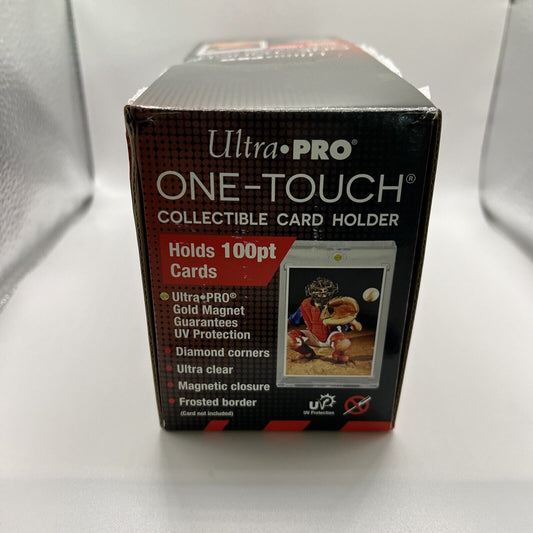 Ultra•PRO®
ONE-TOUCH®
COLLECTIBLE CARD HOLDER
Holds 100pt
Cards
Ultra•PRO®
Gold Magnet
Guarantees
UV Protection
• Diamond corners
• Ultra clear
• Magnetic closure
• Frosted border
(Card not included)
UV
UV Protection